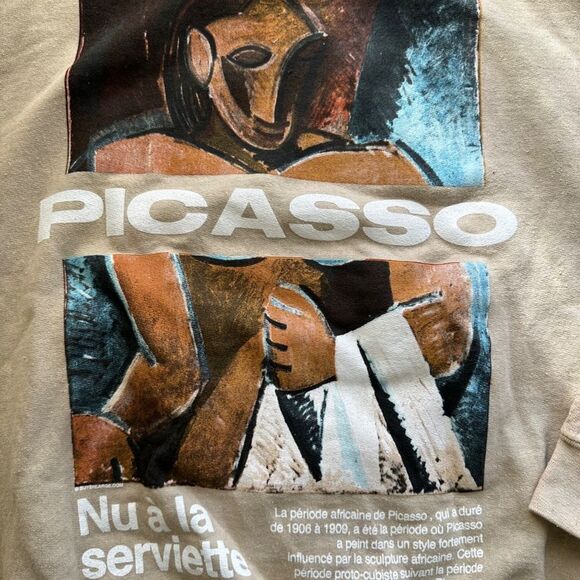 PICASSO
Nu à la
serviette
La période africaine de Picasso, qui a duré
de 1906 à 1909, a été la période où Picasso
a peint dans un style fortement
influencé par la sculpture africaine. Cette
période proto-cubiste suivant la période